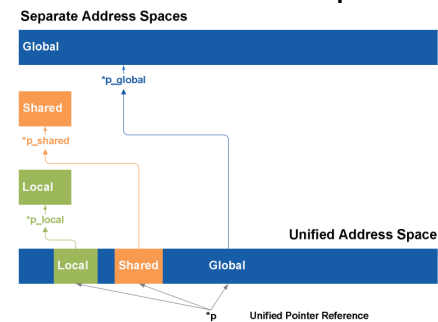 Separate Address Spaces
Global
*p_global
Shared
*p_shared
Local
*p_local
Unified Address Space
Local Shared Global
*p Unified Pointer Reference